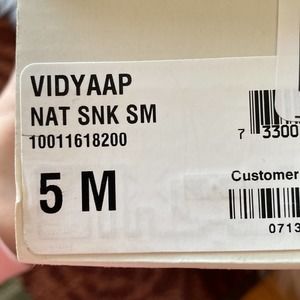 VIDYAAP
NAT SNK SM
10011618200
7 3300
5 M
Customer
0713